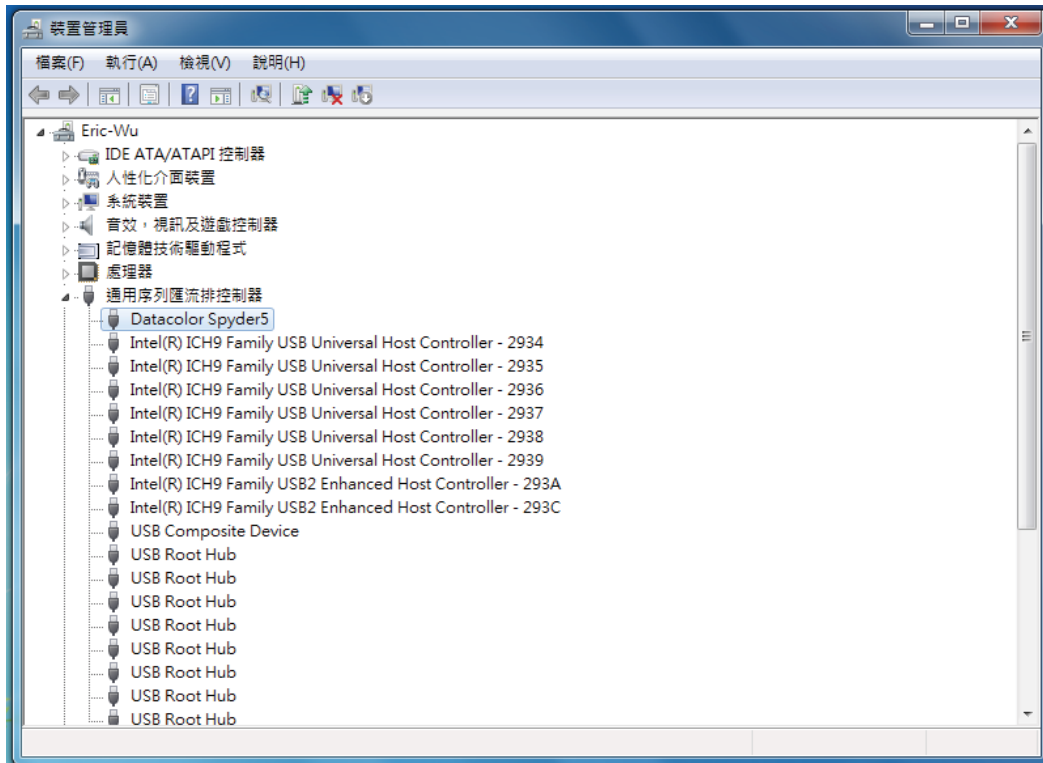 裝置管理員
檔案(F) 執行(A) 檢視(V) 說明(H)
Eric-Wu
IDE ATA/ATAPI 控制器
人性化介面裝置
系統裝置
音效，視訊及遊戲控制器
記憶體技術驅動程式
處理器
通用序列匯流排控制器
Datacolor Spyder5
Intel(R) ICH9 Family USB Universal Host Controller - 2934
Intel(R) ICH9 Family USB Universal Host Controller - 2935
Intel(R) ICH9 Family USB Universal Host Controller - 2936
Intel(R) ICH9 Family USB Universal Host Controller - 2937
Intel(R) ICH9 Family USB Universal Host Controller - 2938
Intel(R) ICH9 Family USB Universal Host Controller - 2939
Intel(R) ICH9 Family USB2 Enhanced Host Controller - 293A
Intel(R) ICH9 Family USB2 Enhanced Host Controller - 293C
USB Composite Device
USB Root Hub
USB Root Hub
USB Root Hub
USB Root Hub
USB Root Hub
USB Root Hub
USB Root Hub
USB Root Hub